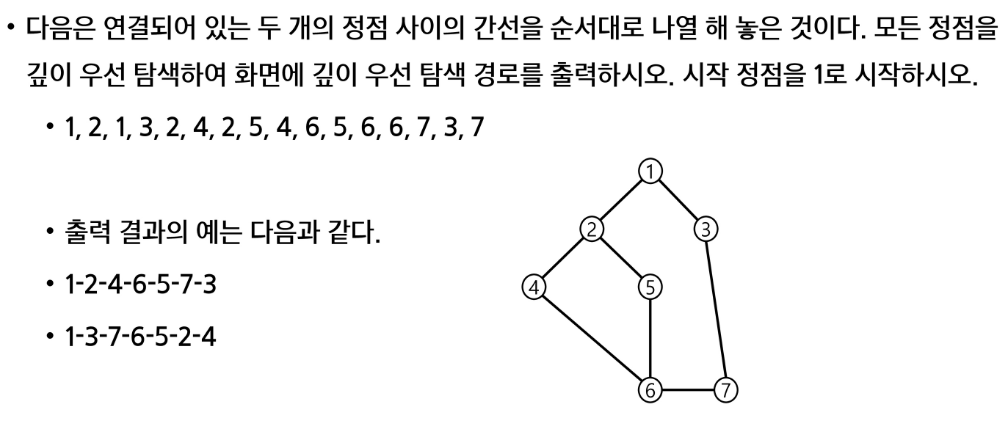 • 다음은 연결되어 있는 두 개의 정점 사이의 간선을 순서대로 나열 해 놓은 것이다. 모든 정점을
깊이 우선 탐색하여 화면에 깊이 우선 탐색 경로를 출력하시오. 시작 정점을 1로 시작하시오.
• 1, 2, 1, 3, 2, 4, 2, 5, 4, 6, 5, 6, 6, 7, 3, 7
• 출력 결과의 예는 다음과 같다.
• 1-2-4-6-5-7-3
• 1-3-7-6-5-2-4
1
2 3
4 5
6 7